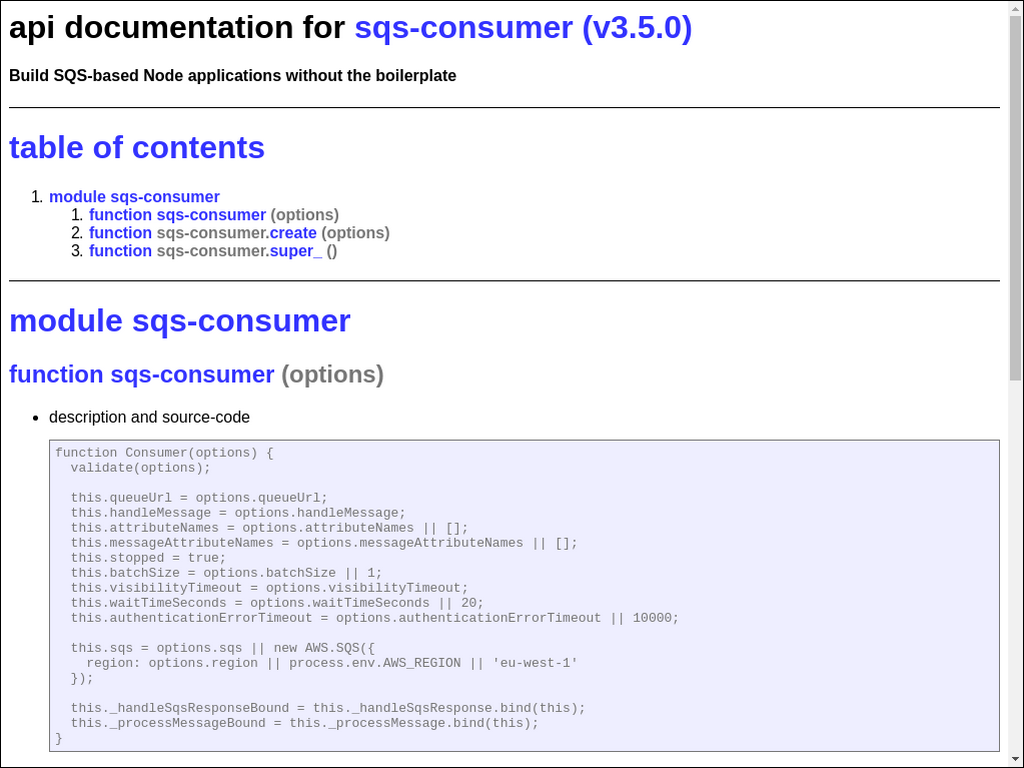 api documentation for sqs-consumer (v3.5.0)
Build SQS-based Node applications without the boilerplate
table of contents
1. module sqs-consumer
1. function sqs-consumer (options)
2. function sqs-consumer.create (options)
3. function sqs-consumer.super_ ()
module sqs-consumer
function sqs-consumer (options)
• description and source-code
function Consumer(options) {
  validate(options);
  this.queueUrl = options.queueUrl;
  this.handleMessage = options.handleMessage;
  this.attributeNames = options.attributeNames || [];
  this.messageAttributeNames = options.messageAttributeNames || [];
  this.stopped = true;
  this.batchSize = options.batchSize || 1;
  this.visibilityTimeout = options.visibilityTimeout;
  this.waitTimeSeconds = options.waitTimeSeconds || 20;
  this.authenticationErrorTimeout = options.authenticationErrorTimeout || 10000;
  this.sqs = options.sqs || new AWS.SQS({
    region: options.region || process.env.AWS_REGION || 'eu-west-1'
  });
  this._handleSqsResponseBound = this._handleSqsResponse.bind(this);
  this._processMessageBound = this._processMessage.bind(this);
}